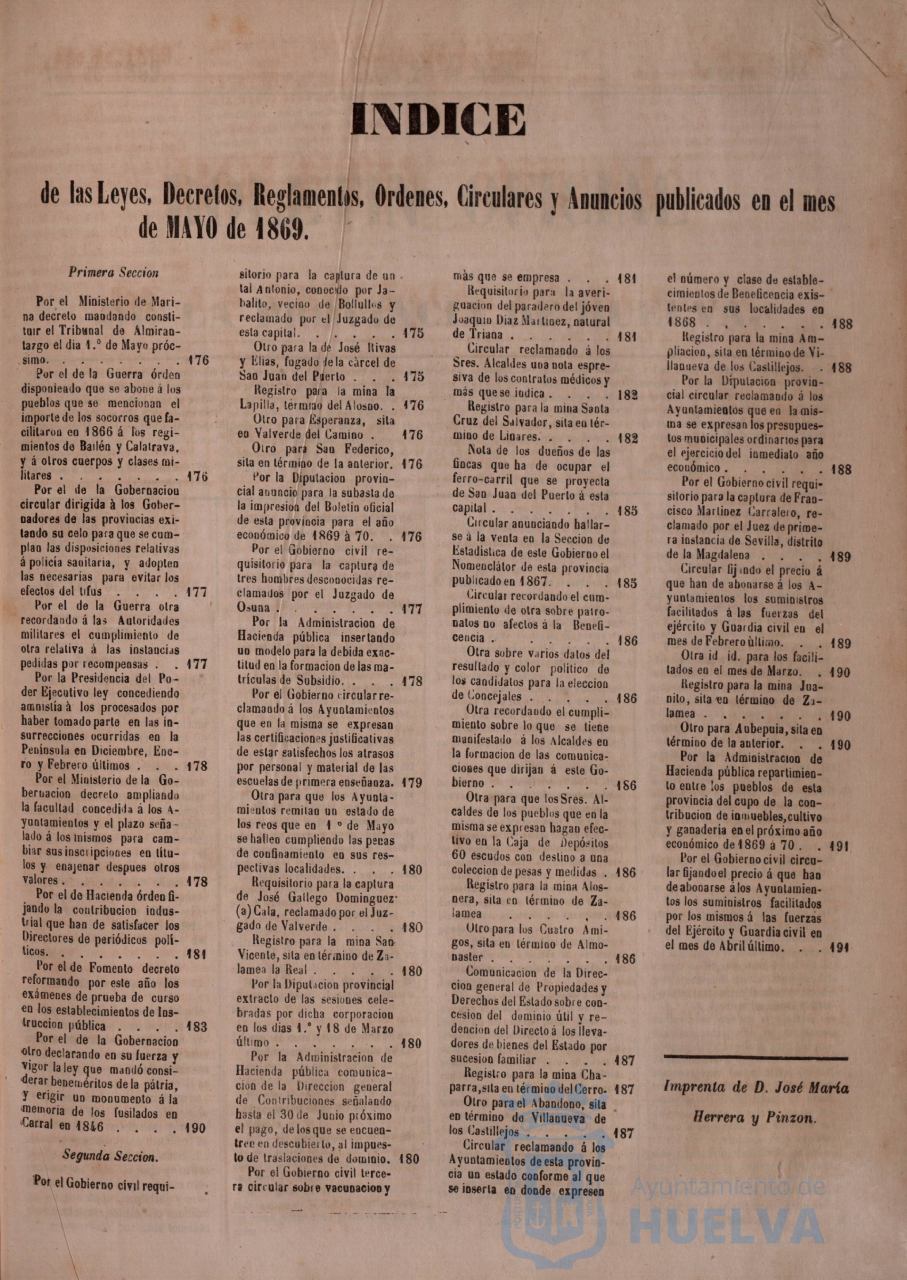 INDICE
de las Leyes, Decretos, Reglamentos, Ordenes, Circulares y Anuncios publicados en el mes
de MAYO de 1869.
Primera Seccion
Por el Ministerio de Mari-
na decreto mandando consti-
tuir el Tribunal de Almiran-
targo el dia 1.º de Mayo próc-
simo. . . . . . . . . 176
Por el de la Guerra órden
disponiendo que se abone á los
pueblos que se mencionan el
importe de los socorros que fa-
cilitaron en 1866 á los regi-
mientos de Bailén y Calatrava,
y á otros cuerpos y clases mi-
litares . . . . . . . 176
Por el de la Gobernacion
circular dirigida á los Gober-
nadores de las provincias exi-
tando su celo para que se cum-
plan las disposiciones relativas
á policia sanitaria, y adopten
las necesarias para evitar los
efectos del tifus . . . . 177
Por el de la Guerra otra
recordando á las Autoridades
militares el cumplimiento de
otra relativa á las instancias
pedidas por recompensas . . 177
Por la Presidencia del Po-
der Ejecutivo ley concediendo
amnistía á los procesados por
haber tomado parte en las in-
surrecciones ocurridas en la
Península en Diciembre, Ene-
ro y Febrero últimos . . . 178
Por el Ministerio de la Go-
bernacion decreto ampliando
la facultad concedida á los A-
yuntamientos y el plazo seña-
lado á los mismos para cam-
biar sus inscripciones en titu-
los y enajenar despues otros
valores . . . . . . . 178
Por el de Hacienda órden fi-
jando la contribucion indus-
trial que han de satisfacer los
Directores de periódicos polí-
ticos. . . . . . . . . 181
Por el de Fomento decreto
reformando por este año los
exámenes de prueba de curso
en los establecimientos de Ins-
truccion pública . . . . 183
Por el de la Gobernacion
otro declarando en su fuerza y
vigor la ley que mandó consi-
derar beneméritos de la pátria,
y erigir un monumento á la
memoria de los fusilados en
Carral en 1846 . . . . 190
Segunda Seccion.
Por el Gobierno civil requi-
sitorio para la captura de un
tal Antonio, conocido por Ja-
balito, vecino de Bollullos y
reclamado por el Juzgado de
esta capital. . . . . . . 175
Otro para la de José Rivas
y Elias, fugado de la cárcel de
San Juan del Puerto . . . 175
Registro para la mina la
Lapilla, término del Alosno. . 176
Otro para Esperanza, sita
en Valverde del Camino . 176
Otro para San Federico,
sita en término de la anterior. 176
Por la Diputacion provin-
cial anuncio para la subasta de
la impresion del Boletin oficial
de esta provincia para el año
económico de 1869 á 70. . 176
Por el Gobierno civil re-
quisitorio para la captura de
tres hombres desconocidas re-
clamados por el Juzgado de
Osuna . . . . . . . . 177
Por la Administracion de
Hacienda pública insertando
un modelo para la debida exac-
titud en la formacion de las ma-
trículas de Subsidio. . . . 178
Por el Gobierno circular re-
clamando á los Ayuntamientos
que en la misma se expresan
las certificaciones justificativas
de estar satisfechos los atrasos
por personal y material de las
escuelas de primera enseñanza. 179
Otra para que los Ayunta-
mientos remitan un estado de
los reos que en 1º de Mayo
se hallen cumpliendo las penas
de confinamiento en sus res-
pectivas localidades. . . . 180
Requisitorio para la captura
de José Gallego Dominguez
(a) Cala, reclamado por el Juz-
gado de Valverde . . . . 180
Registro para la mina San
Vicente, sita en término de Za-
lamea la Real . . . . . 180
Por la Diputacion provincial
extracto de las sesiones cele-
bradas por dicha corporacion
en los dias 1.º y 18 de Marzo
último . . . . . . . . 180
Por la Administracion de
Hacienda pública comunica-
cion de la Direccion general
de Contribuciones señalando
hasta el 30 de Junio próximo
el pago, de los que se encuen-
tree en descubierto, al impues-
to de traslaciones de dominio. 180
Por el Gobierno civil terce-
ra circular sobre vacunacion y
màs que se empresa . . . 181
Requisitorio para la averi-
guacion del paradero del jóven
Joaquin Diaz Martinez, natural
de Triana . . . . . . . 181
Circular reclamando á los
Sres. Alcaldes una nota espre-
siva de los contratos médicos y
más que se indica . . . . 182
Registro para la mina Santa
Cruz del Salvador, sita en tér-
mino de Linares. . . . . 182
Nota de los dueños de las
fincas que ha de ocupar el
ferro-carril que se proyecta
de San Juan del Puerto á esta
capital . . . . . . . . 185
Circular anunciando hallar-
se á la venta en la Seccion de
Estadística de este Gobierno el
Nomenclátor de esta provincia
publicado en 1867. . . . 185
Circular recordando el cum-
plimiento de otra sobre patro-
natos no afectos à la Benefi-
cencia . . . . . . . 186
Otra sobre varios datos del
resultado y color politico de
los candidatos para la eleccion
de Concejales . . . . . 186
Otra recordando el cumpli-
miento sobre lo que se tiene
manifestado á los Alcaldes en
la formacion de las comunica-
ciones que dirijan á este Go-
bierno . . . . . . . . 186
Otra para que los Sres. Al-
caldes de los pueblos que en la
misma se expresan hagan efec-
tivo en la Caja de Depósitos
60 escudos con destino a una
coleccion de pesas y medidas . 186
Registro para la mina Alos-
nera, sita en término de Za-
lamea . . . . . . 186
Otro para los Cuatro Ami-
gos, sita en término de Almo-
naster . . . . . . . . 186
Comunicacion de la Direc-
cion general de Propiedades y
Derechos del Estado sobre con-
cesion del dominio útil y re-
dencion del Directo á los lleva-
dores de bienes del Estado por
sucesion familiar . . . . 187
Registro para la mina Cha-
parra, sita en término del Cerro. 187
Otro para el Abandono, sita
en término de Villanueva de
los Castillejos . . . . . 187
Circular reclamando á los
Ayuntamientos de esta provin-
cia un estado conforme al que
se inserta en donde expresen
el número y clase de estable-
cimientos de Beneficencia exis-
tentes en sus localidades en
1868 . . . . . . . . 188
Registro para la mina Am-
pliacion, sita en término de Vi-
llanueva de los Castillejos. . 188
Por la Diputacion provin-
cial circular reclamando á los
Ayuntamientos que en la mis-
ma se expresan los presupues-
tos municipales ordinarios para
el ejercicio del inmediato año
económico . . . . . . . 188
Por el Gobierno civil requi-
sitorio para la captura de Fran-
cisco Martinez Carralero, re-
clamado por el Juez de prime-
ra instancia de Sevilla, distrito
de la Magdalena . . . . 189
Circular fijando el precio á
que han de abonarse á los A-
yuntamientos los suministros
facilitados á las fuerzas del
ejército y Guardia civil en el
mes de Febrero último. . . 189
Otra id id. para los facili-
tados en el mes de Marzo. . 190
Registro para la mina Jua-
nito, sita en término de Za-
lamea . . . . . . . . 190
Otro para Aubepuia, sita en
término de la anterior. . . 190
Por la Administracion de
Hacienda pública repartimien-
to entre los pueblos de esta
provincia del cupo de la con-
tribucion de inmuebles, cultivo
y ganadería en el próximo año
económico de 1869 á 70 . . 191
Por el Gobierno civil circu-
lar fijando el precio á que han
de abonarse á los Ayuntamien-
tos los suministros facilitados
por los mismos á las fuerzas
del Ejército y Guardia civil en
el mes de Abril último. . . 191
Imprenta de D. José María
Herrera y Pinzon.
Ayuntamiento de
HUELVA